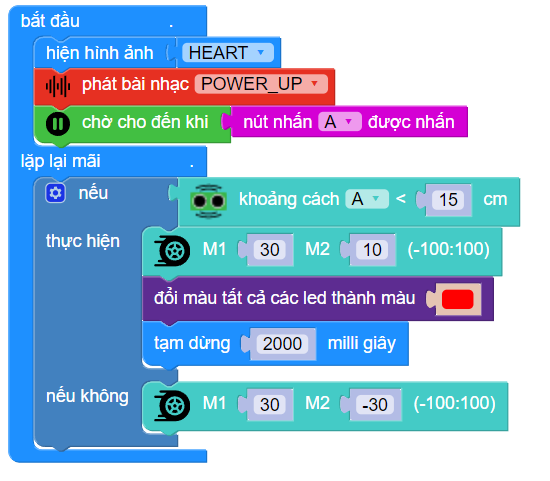 bắt đầu .
hiện hình ảnh HEART
phát bài nhạc POWER_UP
chờ cho đến khi nút nhấn A được nhấn
lặp lại mãi .
nếu khoảng cách A < 15 cm
thực hiện M1 30 M2 10 (-100:100)
đổi màu tất cả các led thành màu
tạm dừng 2000 milli giây
nếu không M1 30 M2 -30 (-100:100)